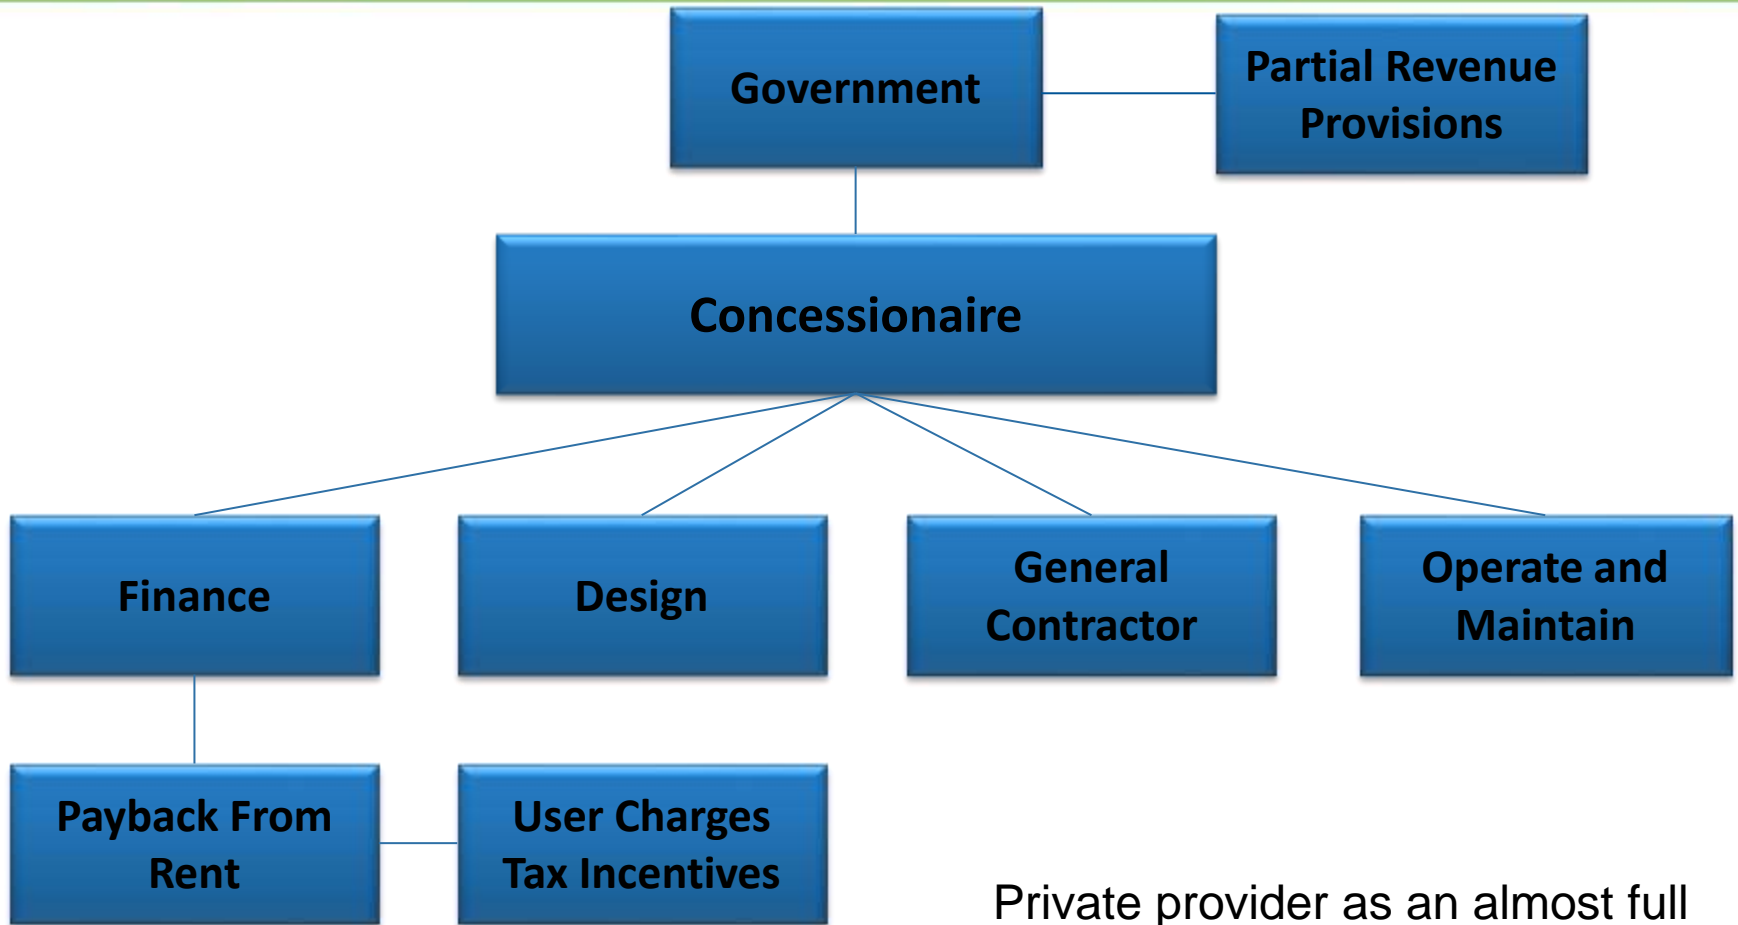 Government
Partial Revenue
Provisions
Concessionaire
Finance
Design
General
Contractor
Operate and
Maintain
Payback From
Rent
User Charges
Tax Incentives
Private provider as an almost full